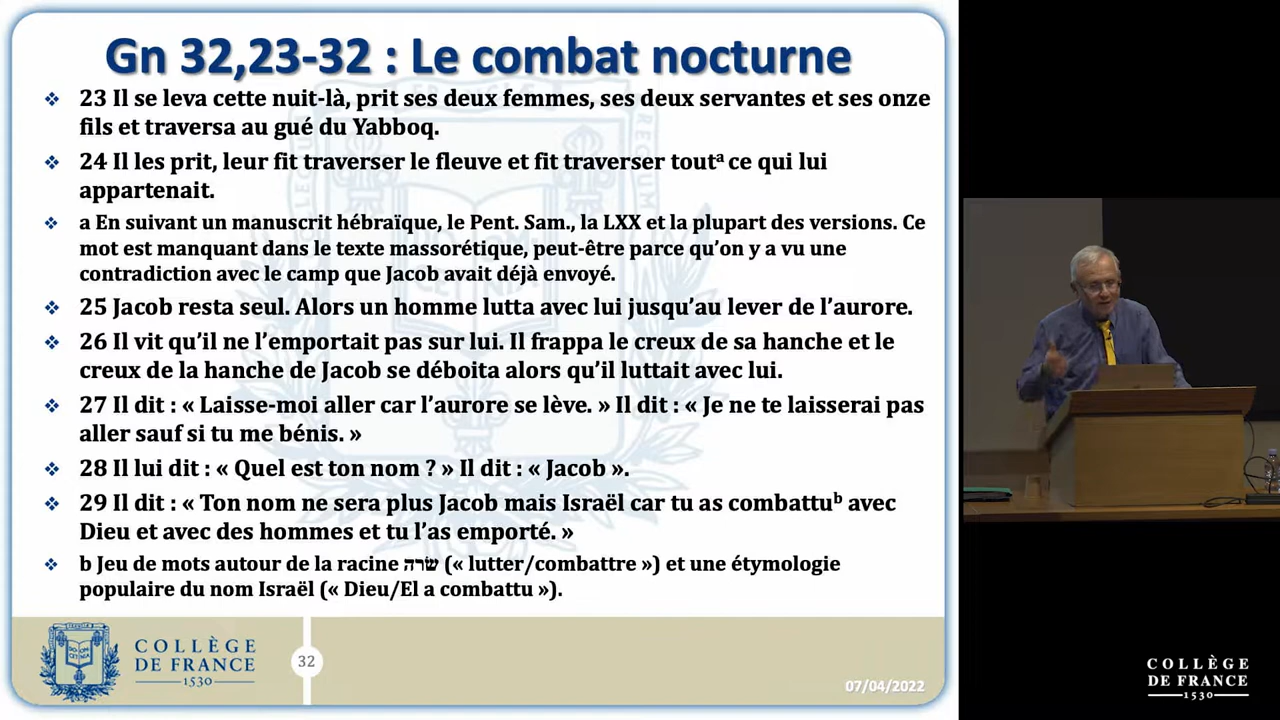 Gn 32,23-32 : Le combat nocturne
23 Il se leva cette nuit-là, prit ses deux femmes, ses deux servantes et ses onze
fils et traversa au gué du Yabboq.
24 Il les prit, leur fit traverser le fleuve et fit traverser toutᵃ ce qui lui
appartenait.
a En suivant un manuscrit hébraïque, le Pent. Sam., la LXX et la plupart des versions. Ce
mot est manquant dans le texte massorétique, peut-être parce qu'on y a vu une
contradiction avec le camp que Jacob avait déjà envoyé.
25 Jacob resta seul. Alors un homme lutta avec lui jusqu'au lever de l'aurore.
26 Il vit qu'il ne l'emportait pas sur lui. Il frappa le creux de sa hanche et le
creux de la hanche de Jacob se déboita alors qu'il luttait avec lui.
27 Il dit : « Laisse-moi aller car l'aurore se lève. » Il dit : « Je ne te laisserai pas
aller sauf si tu me bénis. »
28 Il lui dit : « Quel est ton nom ? » Il dit : « Jacob ».
29 Il dit : « Ton nom ne sera plus Jacob mais Israël car tu as combattuᵇ avec
Dieu et avec des hommes et tu l'as emporté. »
b Jeu de mots autour de la racine שׂרה (« lutter/combattre ») et une étymologie
populaire du nom Israël (« Dieu/El a combattu »).
COLLÈGE
DE FRANCE
1530
32
07/04/2022
COLLÈGE
DE FRANCE
1530